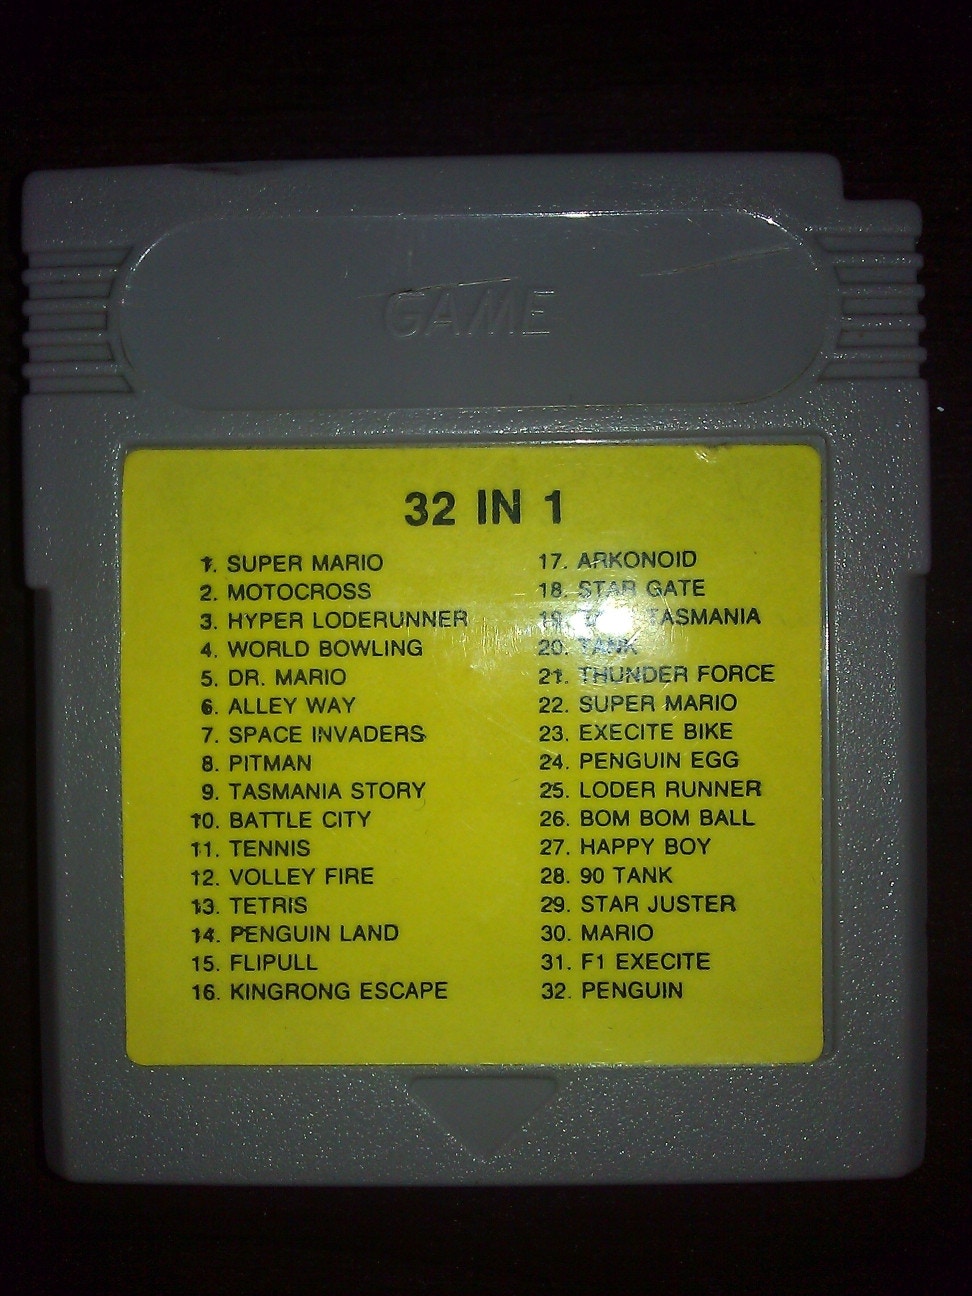 GAME
32 IN 1
1. SUPER MARIO
2. MOTOCROSS
3. HYPER LODERUNNER
4. WORLD BOWLING
5. DR. MARIO
6. ALLEY WAY
7. SPACE INVADERS
8. PITMAN
9. TASMANIA STORY
10. BATTLE CITY
11. TENNIS
12. VOLLEY FIRE
13. TETRIS
14. PENGUIN LAND
15. FLIPULL
16. KINGRONG ESCAPE
17. ARKONOID
18. STAR GATE
19. TASMANIA
20. TANK
21. THUNDER FORCE
22. SUPER MARIO
23. EXECITE BIKE
24. PENGUIN EGG
25. LODER RUNNER
26. BOM BOM BALL
27. HAPPY BOY
28. 90 TANK
29. STAR JUSTER
30. MARIO
31. F1 EXECITE
32. PENGUIN